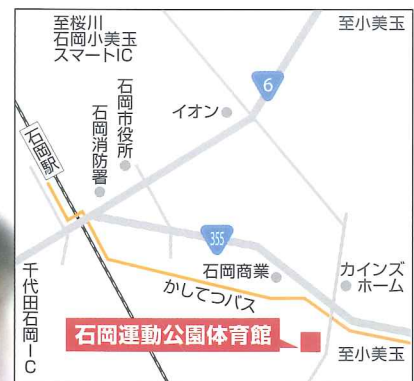 至桜川
石岡小美玉
スマートIC
至小美玉
6
イオン
石岡市役所
石岡消防署
石岡駅
355
石岡商業
カインズ
ホーム
かしてつバス
千代田石岡IC
石岡運動公園体育館
至小美玉